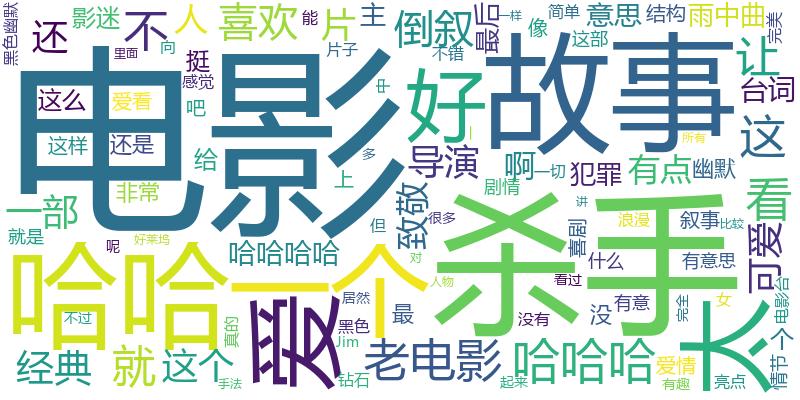 黑色幽默
影迷
还
不
人
喜欢
能
片
主
倒叙
最后
一样
像
简单
意思
这部
结构
雨中曲
完美
向
里面
挺
感觉
片子
不错
让
台词
电影
故事
这么
爱看
吧
中
好
这样
还是
给
上
多
导演
啊
一
一切
犯罪
有点
幽默
所有
这
非常
一部
就是
好莱坞
呢
哈哈哈哈
致敬
但
很多
剧情
杀手
讲
喜剧
浪漫
叙事
比较
看
可爱
哈哈
一个
对
人物
看过
什么
有意思
电影台
不过
真的
爱
居然
黑色
最
没有
没
有意
完全
女
太
一个
情节
经典
就
这个
手法
Jim
钻石
老电影
起来
哈哈哈
爱情
有趣
亮点